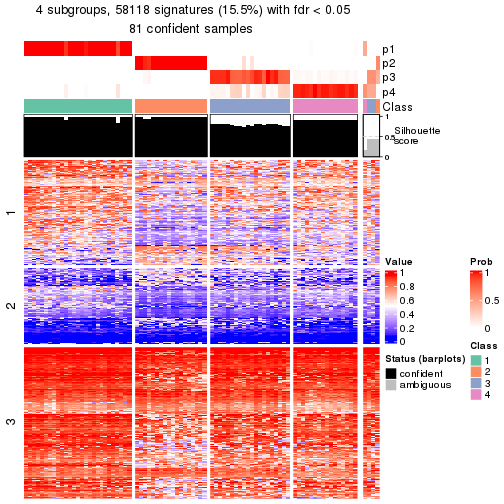 4 subgroups, 58118 signatures (15.5%) with fdr < 0.05
81 confident samples
p1
p2
p3
p4
Class
1
0.5
0
Silhouette
score
1
2
3
Value
1
0.8
0.6
0.4
0.2
0
Prob
1
0.5
0
Status (barplots)
confident
ambiguous
Class
1
2
3
4